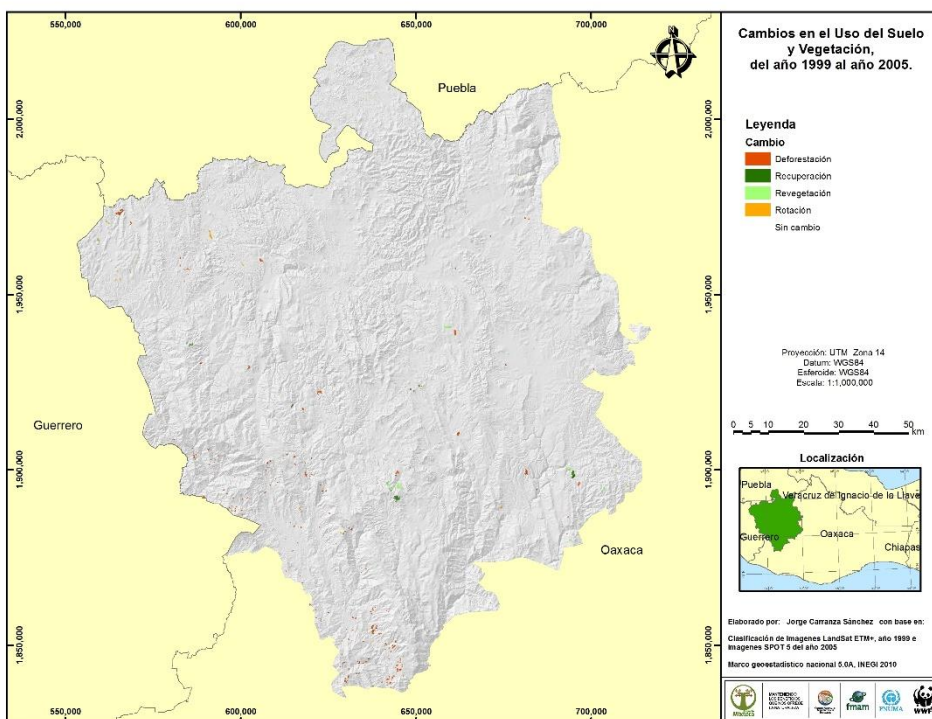 550,000
600,000
650,000
700,000
Cambios en el Uso del Suelo
y Vegetación,
del año 1999 al año 2005.
Puebla
2,000,000
2,000,000
Leyenda
Cambio
Deforestación
Recuperación
Revegetación
Rotación
Sin cambio
1,950,000
1,950,000
Proyección: UTM Zona 14
Datum: WGS84
Esferoide: WGS84
Escala: 1:1,000,000
Guerrero
0 5 10 20 30 40 50
km
Localización
1,900,000
1,900,000
Puebla
Veracruz de Ignacio de la Llave
Guerrero
Oaxaca
Chiapas
Oaxaca
Elaborado por: Jorge Carranza Sánchez con base en:
Clasificación de Imagenes LandSat ETM+, año 1999 e
Imagenes SPOT 5 del año 2005
1,850,000
1,850,000
Marco geoestadístico nacional 5.0A, INEGI 2010
Mixteca
fmam
PNUMA
WWF
550,000
600,000
650,000
700,000